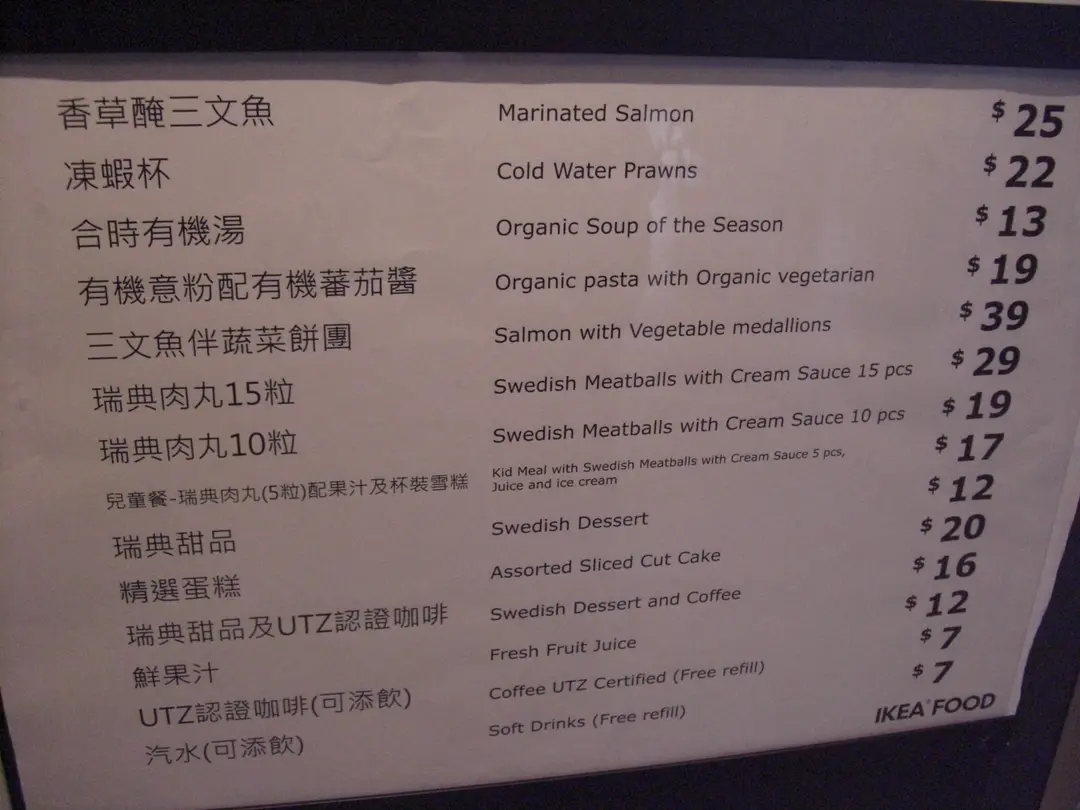 香草醃三文魚 Marinated Salmon $25
凍蝦杯 Cold Water Prawns $22
合時有機湯 Organic Soup of the Season $13
有機意粉配有機蕃茄醬 Organic pasta with Organic vegetarian $19
三文魚伴蔬菜餅團 Salmon with Vegetable medallions $39
瑞典肉丸15粒 Swedish Meatballs with Cream Sauce 15 pcs $29
瑞典肉丸10粒 Swedish Meatballs with Cream Sauce 10 pcs $19
兒童餐-瑞典肉丸(5粒)配果汁及杯裝雪糕 Kid Meal with Swedish Meatballs with Cream Sauce 5 pcs, $17
Juice and ice cream
瑞典甜品 Swedish Dessert $12
精選蛋糕 Assorted Sliced Cut Cake $20
瑞典甜品及UTZ認證咖啡 Swedish Dessert and Coffee $16
鮮果汁 Fresh Fruit Juice $12
UTZ認證咖啡(可添飲) Coffee UTZ Certified (Free refill) $7
汽水(可添飲) Soft Drinks (Free refill) $7
IKEA FOOD